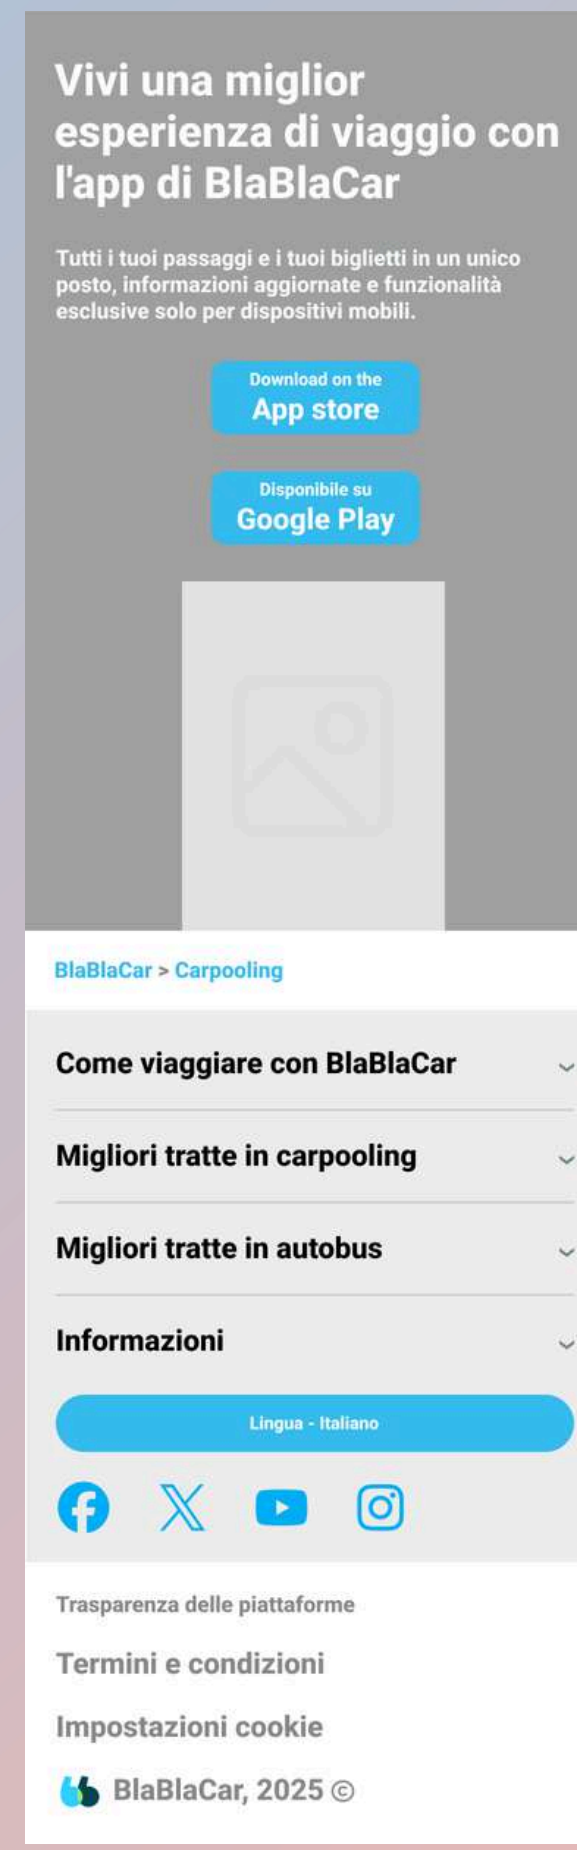 Vivi una miglior
esperienza di viaggio con
l'app di BlaBlaCar
Tutti i tuoi passaggi e i tuoi biglietti in un unico
posto, informazioni aggiornate e funzionalità
esclusive solo per dispositivi mobili.
Download on the
App store
Disponibile su
Google Play
BlaBlaCar > Carpooling
Come viaggiare con BlaBlaCar
Migliori tratte in carpooling
Migliori tratte in autobus
Informazioni
Lingua - Italiano
Trasparenza delle piattaforme
Termini e condizioni
Impostazioni cookie
BlaBlaCar, 2025 ©